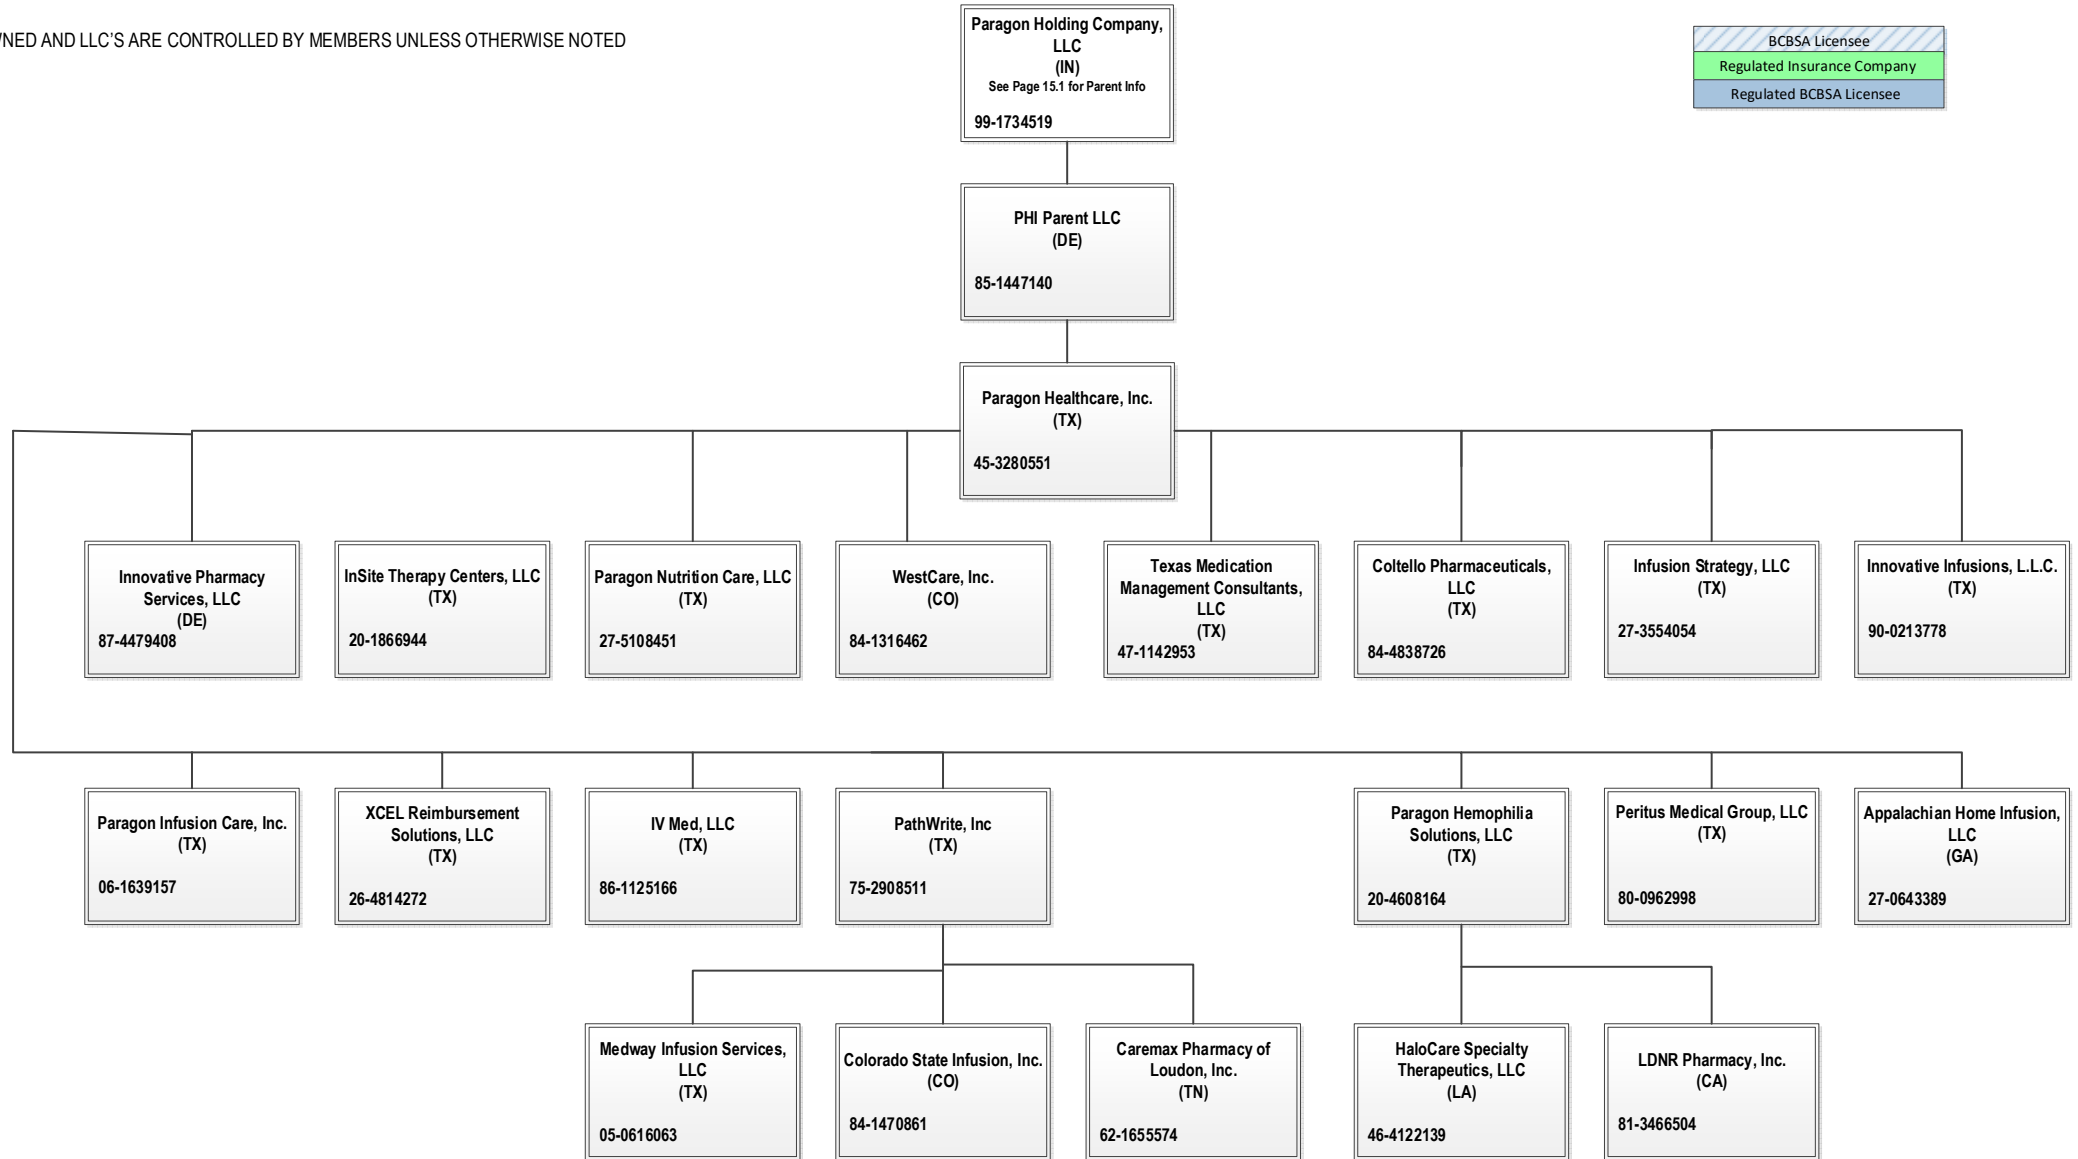 WNED AND LLC'S ARE CONTROLLED BY MEMBERS UNLESS OTHERWISE NOTED
BCBSA Licensee
Regulated Insurance Company
Regulated BCBSA Licensee
Paragon Holding Company,
LLC
(IN)
See Page 15.1 for Parent Info
99-1734519
PHI Parent LLC
(DE)
85-1447140
Paragon Healthcare, Inc.
(TX)
45-3280551
Innovative Pharmacy
Services, LLC
(DE)
87-4479408
InSite Therapy Centers, LLC
(TX)
20-1866944
Paragon Nutrition Care, LLC
(TX)
27-5108451
WestCare, Inc.
(CO)
84-1316462
Texas Medication
Management Consultants,
LLC
(TX)
47-1142953
Coltello Pharmaceuticals,
LLC
(TX)
84-4838726
Infusion Strategy, LLC
(TX)
27-3554054
Innovative Infusions, L.L.C.
(TX)
90-0213778
Paragon Infusion Care, Inc.
(TX)
06-1639157
XCEL Reimbursement
Solutions, LLC
(TX)
26-4814272
IV Med, LLC
(TX)
86-1125166
PathWrite, Inc
(TX)
75-2908511
Paragon Hemophilia
Solutions, LLC
(TX)
20-4608164
Peritus Medical Group, LLC
(TX)
80-0962998
Appalachian Home Infusion,
LLC
(GA)
27-0643389
Medway Infusion Services,
LLC
(TX)
05-0616063
Colorado State Infusion, Inc.
(CO)
84-1470861
Caremax Pharmacy of
Loudon, Inc.
(TN)
62-1655574
HaloCare Specialty
Therapeutics, LLC
(LA)
46-4122139
LDNR Pharmacy, Inc.
(CA)
81-3466504